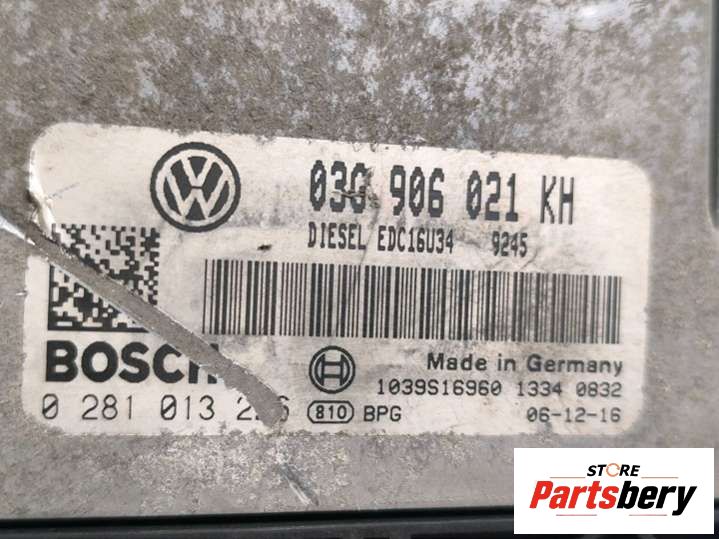 03G 906 021 KH
DIESEL EDC16U34 9245
BOSCH
Made in Germany
1039S16960 1334 0832
0 281 013 810 BPG 06-12-16
STORE
Partsbery